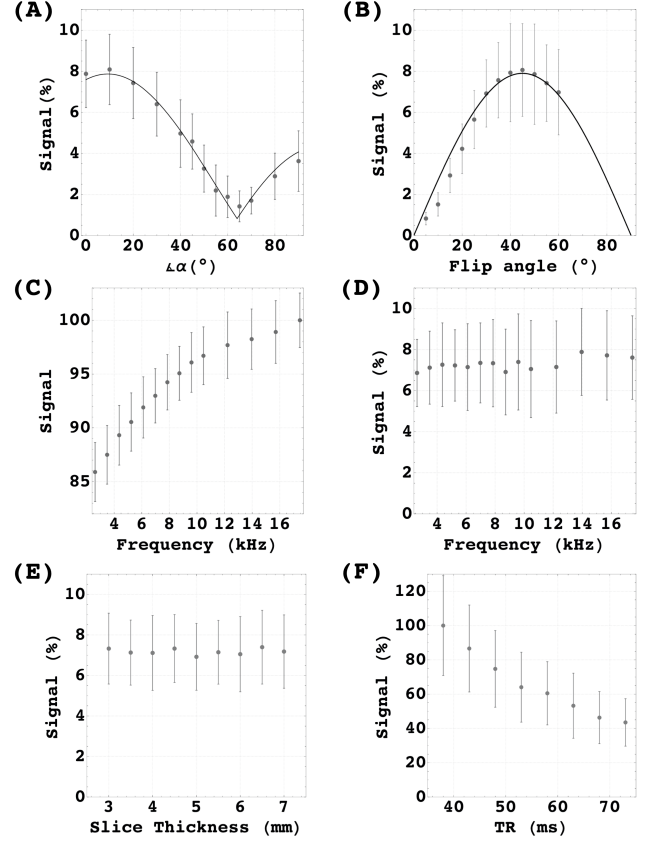 (A)
10
8
6
4
2
0
Signal(%)
0 20 40 60 80
⦛α(°)
(B)
10
8
6
4
2
0
Signal (%)
0 20 40 60 80
Flip angle (°)
(C)
100
95
90
85
Signal
4 6 8 10 12 14 16
Frequency (kHz)
(D)
10
8
6
4
2
0
Signal (%)
4 6 8 10 12 14 16
Frequency (kHz)
(E)
10
8
6
4
2
0
Signal (%)
3 4 5 6 7
Slice Thickness (mm)
(F)
120
100
80
60
40
20
0
Signal (%)
40 50 60 70
TR (ms)